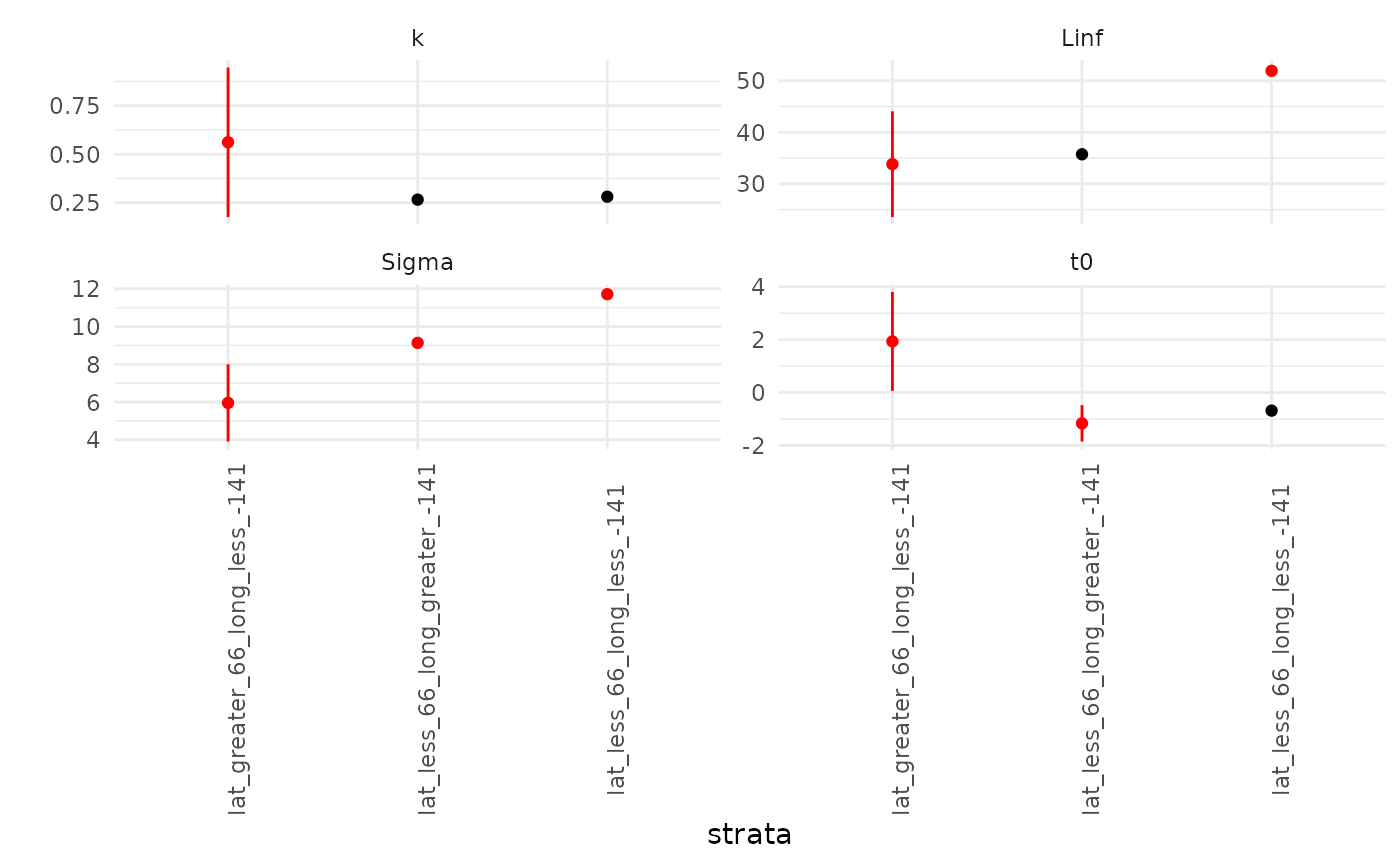 k
0.75
0.50
0.25
Linf
50
40
30
Sigma
12
10
8
6
4
t0
4
2
0
-2
lat_greater_66_long_less_-141
lat_less_66_long_greater_-141
lat_less_66_long_less_-141
lat_greater_66_long_less_-141
lat_less_66_long_greater_-141
lat_less_66_long_less_-141
strata